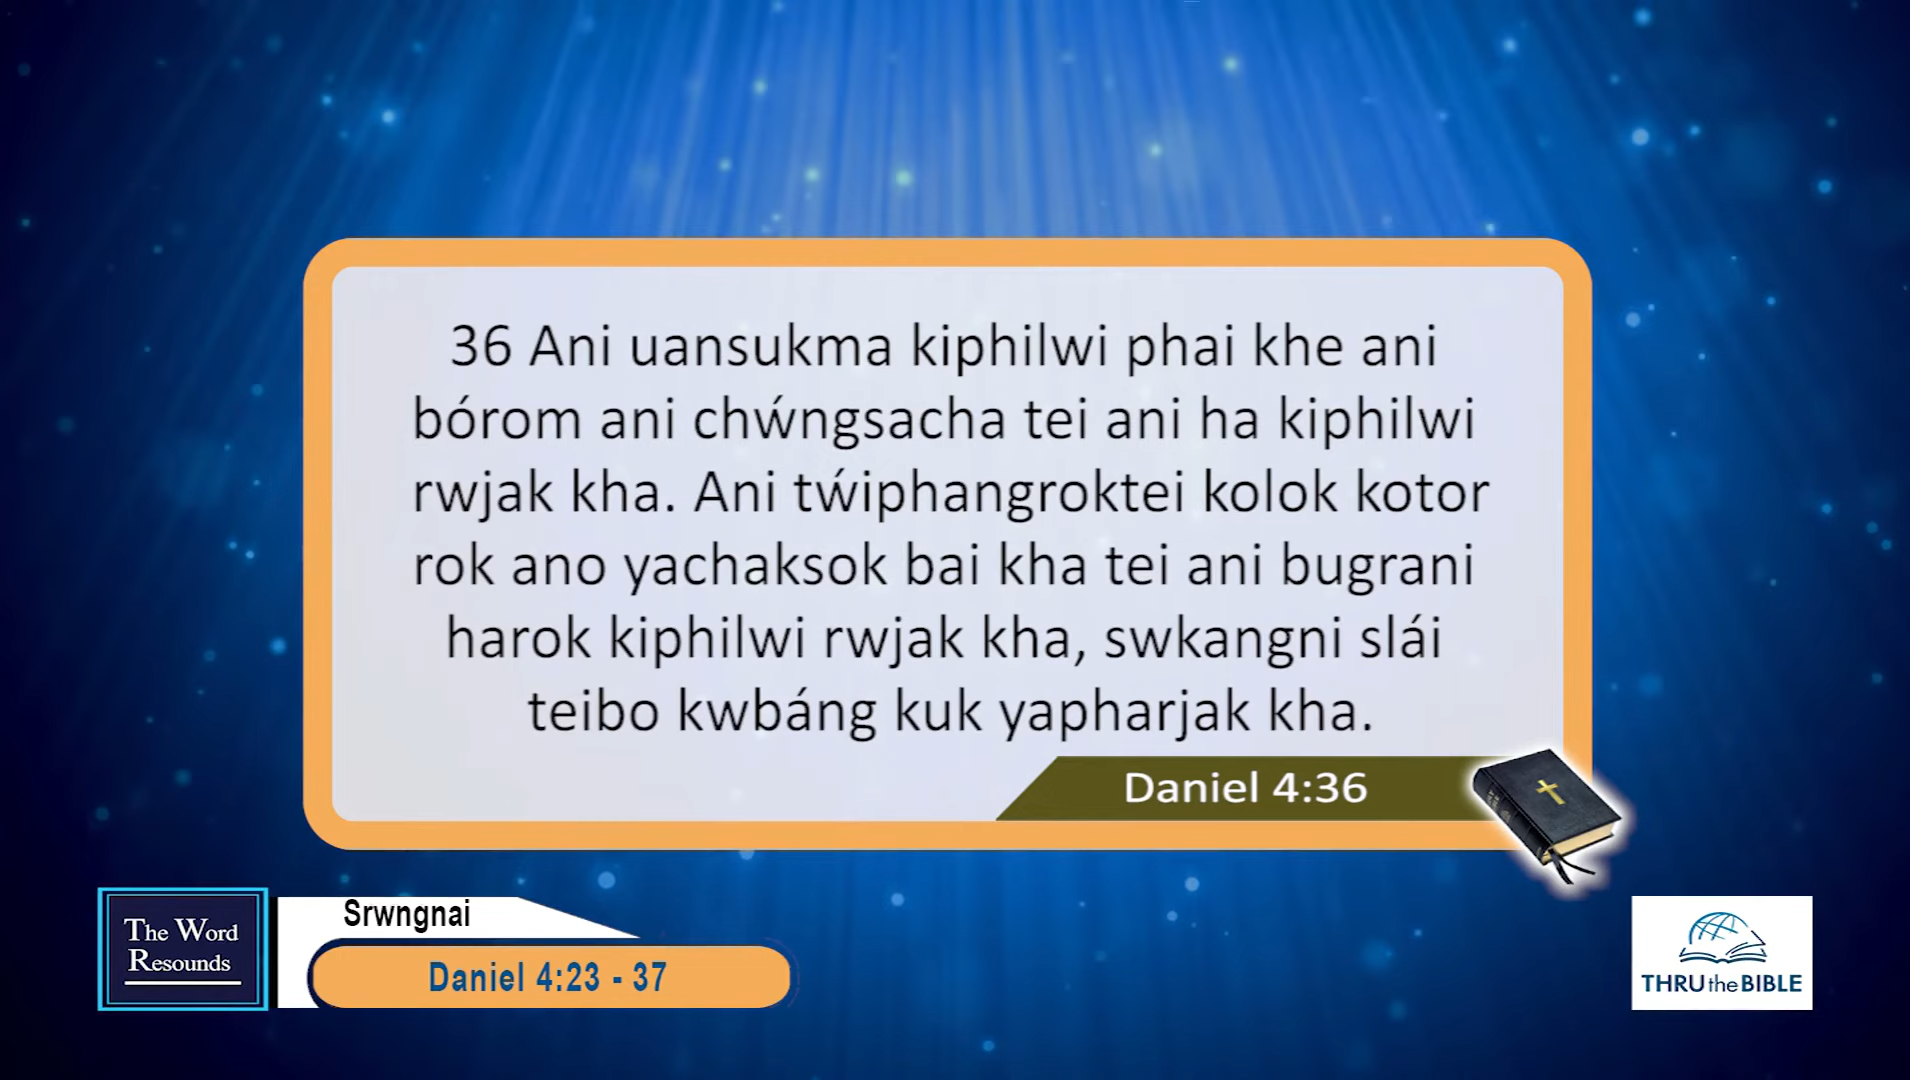 36 Ani uansukma kiphilwi phai khe ani
bórom ani chẃngsacha tei ani ha kiphilwi
rwjak kha. Ani tẃiphangroktei kolok kotor
rok ano yachaksok bai kha tei ani bugrani
harok kiphilwi rwjak kha, swkangni slái
teibo kwbáng kuk yapharjak kha.
Daniel 4:36
The Word
Resounds
Srwngnai
Daniel 4:23 - 37
THRU the BIBLE